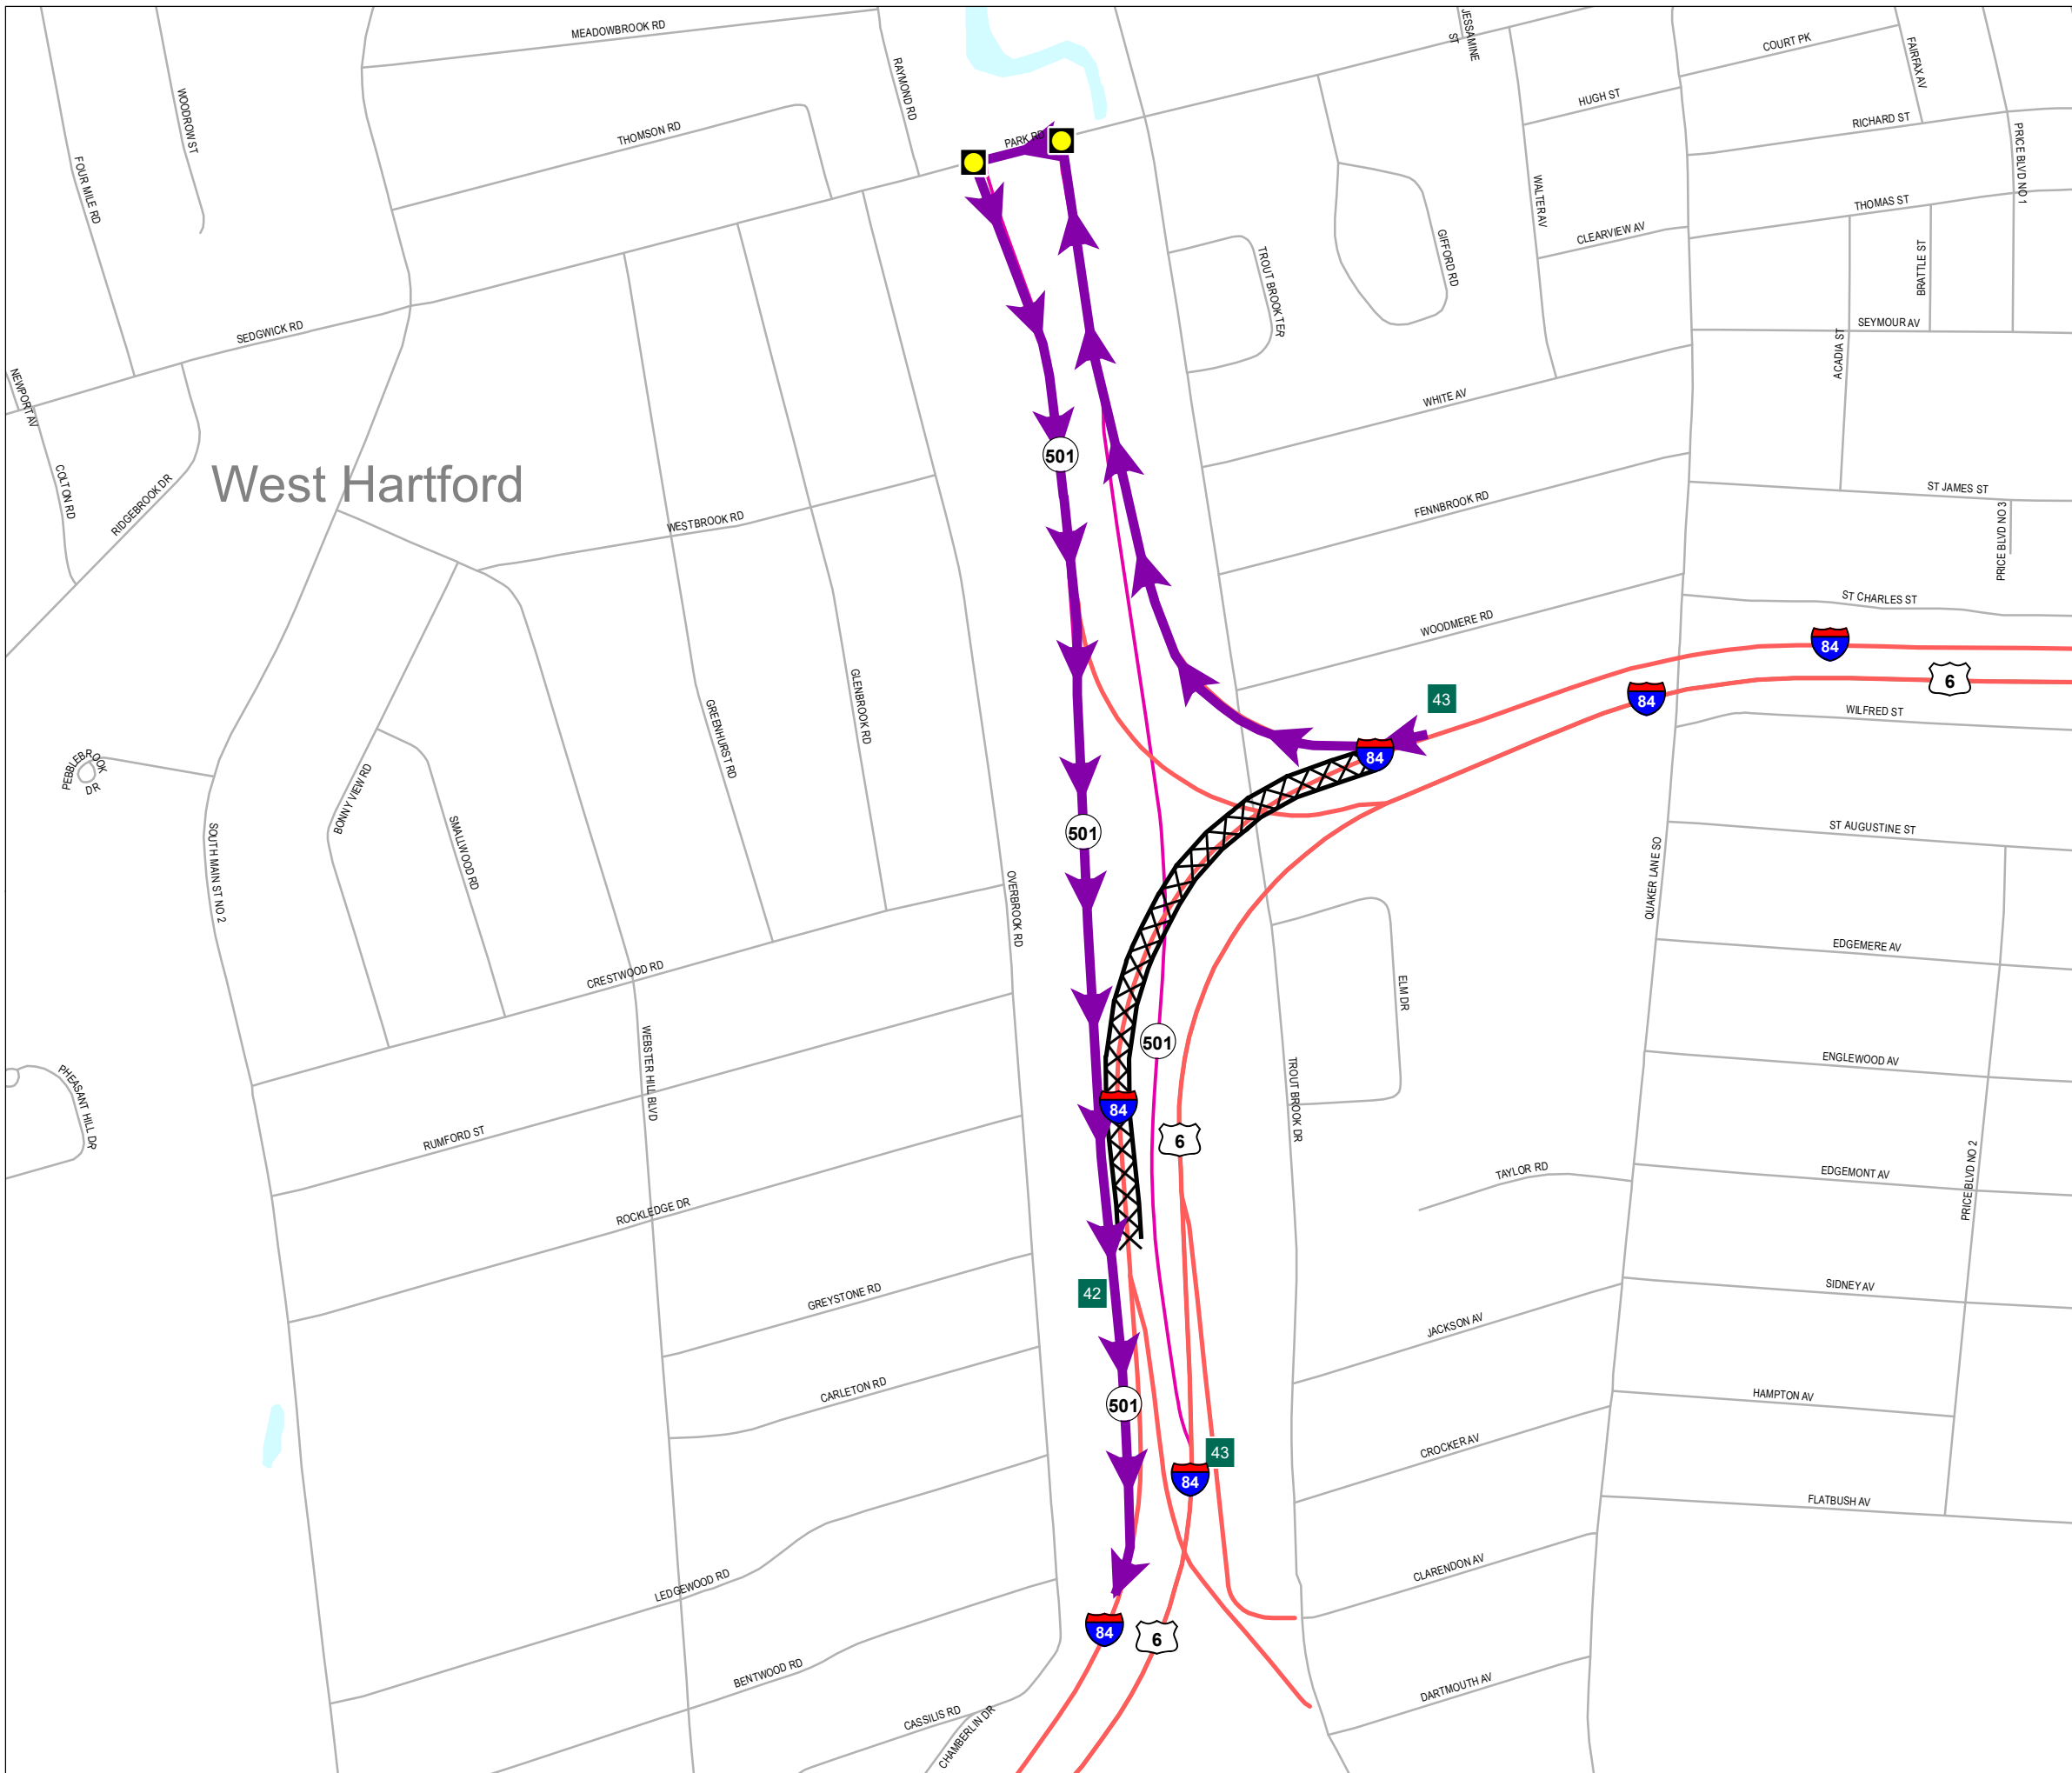 MEADOWBROOK RD
JESSAMINE
ST
COURT PK
FAIRFAX AV
RAYMOND RD
WOODROW ST
HUGH ST
THOMSON RD
PARK RD
RICHARD ST
PRICE BLVD NO 1
FOUR MILE RD
WALTER AV
THOMAS ST
CLEARVIEW AV
GIFFORD RD
BRATTLE ST
TROUT BROOK TER
SEDGWICK RD
SEYMOUR AV
ACADIA ST
NEWPORT AV
WHITE AV
501
West Hartford
COLTON RD
RIDGEBROOK DR
WESTBROOK RD
FENNBROOK RD
ST JAMES ST
PRICE BLVD NO 3
ST CHARLES ST
WOODMERE RD
84
6
84
43
84
WILFRED ST
GLENBROOK RD
GREENHURST RD
PEBBLEBROOK
DR
BONNY VIEW RD
SMALLWOOD RD
SOUTH MAIN ST NO 2
501
ST AUGUSTINE ST
QUAKER LANE SO
OVERBROOK RD
EDGEMERE AV
CRESTWOOD RD
ELM DR
WEBSTER HILL BLVD
501
ENGLEWOOD AV
PHEASANT HILL DR
84
TROUT BROOK DR
RUMFORD ST
6
TAYLOR RD
EDGEMONT AV
PRICE BLVD NO 2
ROCKLEDGE DR
42
GREYSTONE RD
SIDNEY AV
JACKSON AV
CARLETON RD
501
HAMPTON AV
43
CROCKER AV
84
FLATBUSH AV
LEDGEWOOD RD
CLARENDON AV
84
6
BENTWOOD RD
DARTMOUTH AV
CASSILIS RD
CHAMBERLIN DR